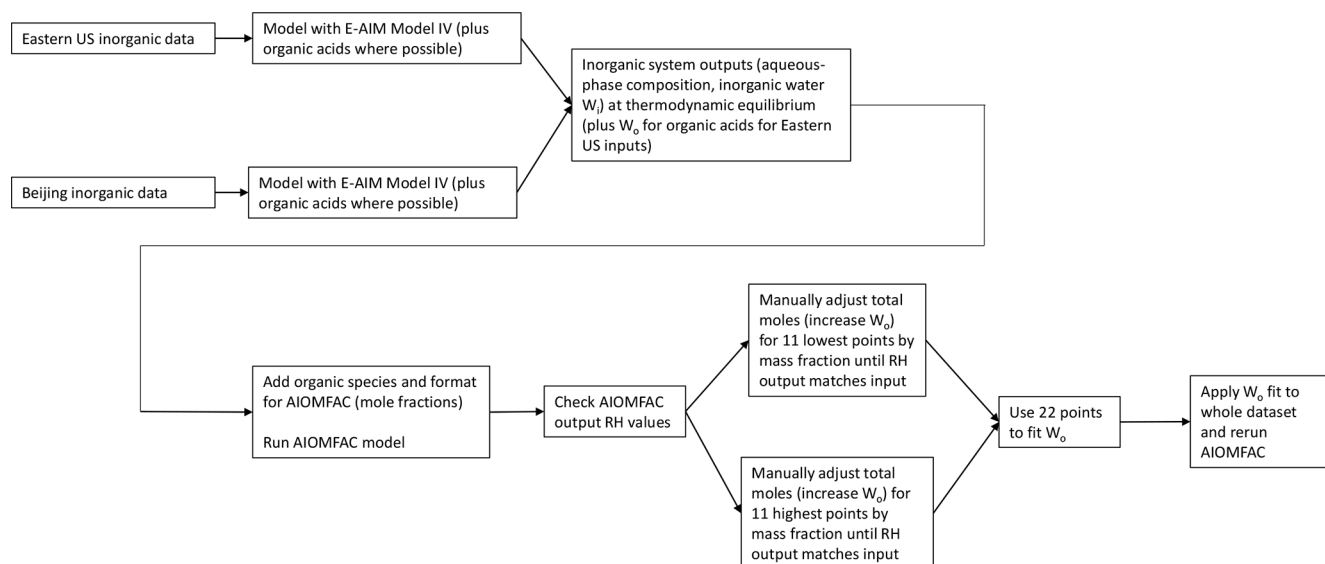 Eastern US inorganic data
Model with E-AIM Model IV (plus
organic acids where possible)
Inorganic system outputs (aqueous-
phase composition, inorganic water
Wi) at thermodynamic equilibrium
(plus Wo for organic acids for Eastern
US inputs)
Beijing inorganic data
Model with E-AIM Model IV (plus
organic acids where possible)
Add organic species and format
for AIOMFAC (mole fractions)
Run AIOMFAC model
Check AIOMFAC
output RH values
Manually adjust total
moles (increase Wo)
for 11 lowest points by
mass fraction until RH
output matches input
Manually adjust total
moles (increase Wo) for
11 highest points by
mass fraction until RH
output matches input
Use 22 points
to fit Wo
Apply Wo fit to
whole dataset
and rerun
AIOMFAC